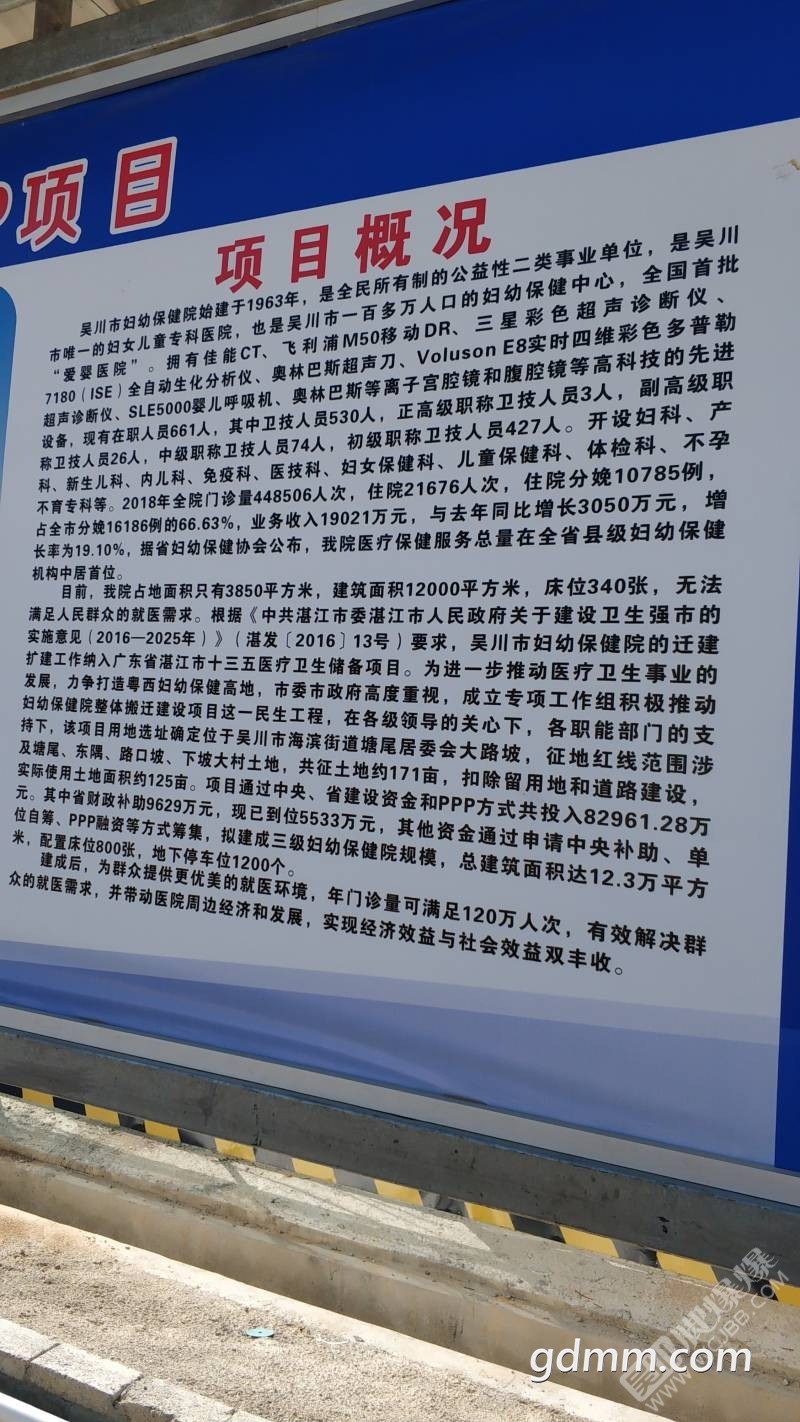 项目
项目概况
吴川市妇幼保健院始建于1963年，是全民所有制的公益性二类事业单位，是吴川
市唯一的妇女儿童专科医院，也是吴川市一百多万人口的妇幼保健中心，全国首批
“爱婴医院”。拥有佳能CT、飞利浦M50移动DR、三星彩色超声诊断仪、
7180（ISE）全自动生化分析仪、奥林巴斯超声刀、Voluson E8实时四维彩色多普勒
超声诊断仪、SLE5000婴儿呼吸机、奥林巴斯等离子宫腔镜和腹腔镜等高科技的先进
设备，现有在职人员661人，其中卫技人员530人，正高级职称卫技人员3人，副高级职
称卫技人员26人，中级职称卫技人员74人，初级职称卫技人员427人。开设妇科、产
科、新生儿科、内儿科、免疫科、医技科、妇女保健科、儿童保健科、体检科、不孕
不育专科等。2018年全院门诊量448506人次，住院21676人次，住院分娩10785例，
占全市分娩16186例的66.63%，业务收入19021万元，与去年同比增长3050万元，增
长率为19.10%，据省妇幼保健协会公布，我院医疗保健服务总量在全省县级妇幼保健
机构中居首位。
目前，我院占地面积只有3850平方米，建筑面积12000平方米，床位340张，无法
满足人民群众的就医需求。根据《中共湛江市委湛江市人民政府关于建设卫生强市的
实施意见（2016—2025年）》（湛发〔2016〕13号）要求，吴川市妇幼保健院的迁建
扩建工作纳入广东省湛江市十三五医疗卫生储备项目。为进一步推动医疗卫生事业的
发展，力争打造粤西妇幼保健高地，市委市政府高度重视，成立专项工作组积极推动
妇幼保健院整体搬迁建设项目这一民生工程，在各级领导的关心下，各职能部门的支
持下，该项目用地选址确定位于吴川市海滨街道塘尾居委会大路坡，征地红线范围涉
及塘尾、东隅、路口坡、下坡大村土地，共征土地约171亩，扣除留用地和道路建设，
实际使用土地面积约125亩。项目通过中央、省建设资金和PPP方式共投入82961.28万
元。其中省财政补助9629万元，现已到位5533万元，其他资金通过申请中央补助、单
位自筹、PPP融资等方式筹集，拟建成三级妇幼保健院规模，总建筑面积达12.3万平方
米，配置床位800张，地下停车位1200个。
建成后，为群众提供更优美的就医环境，年门诊量可满足120万人次，有效解决群
众的就医需求，并带动医院周边经济和发展，实现经济效益与社会效益双丰收。
gdmm.com